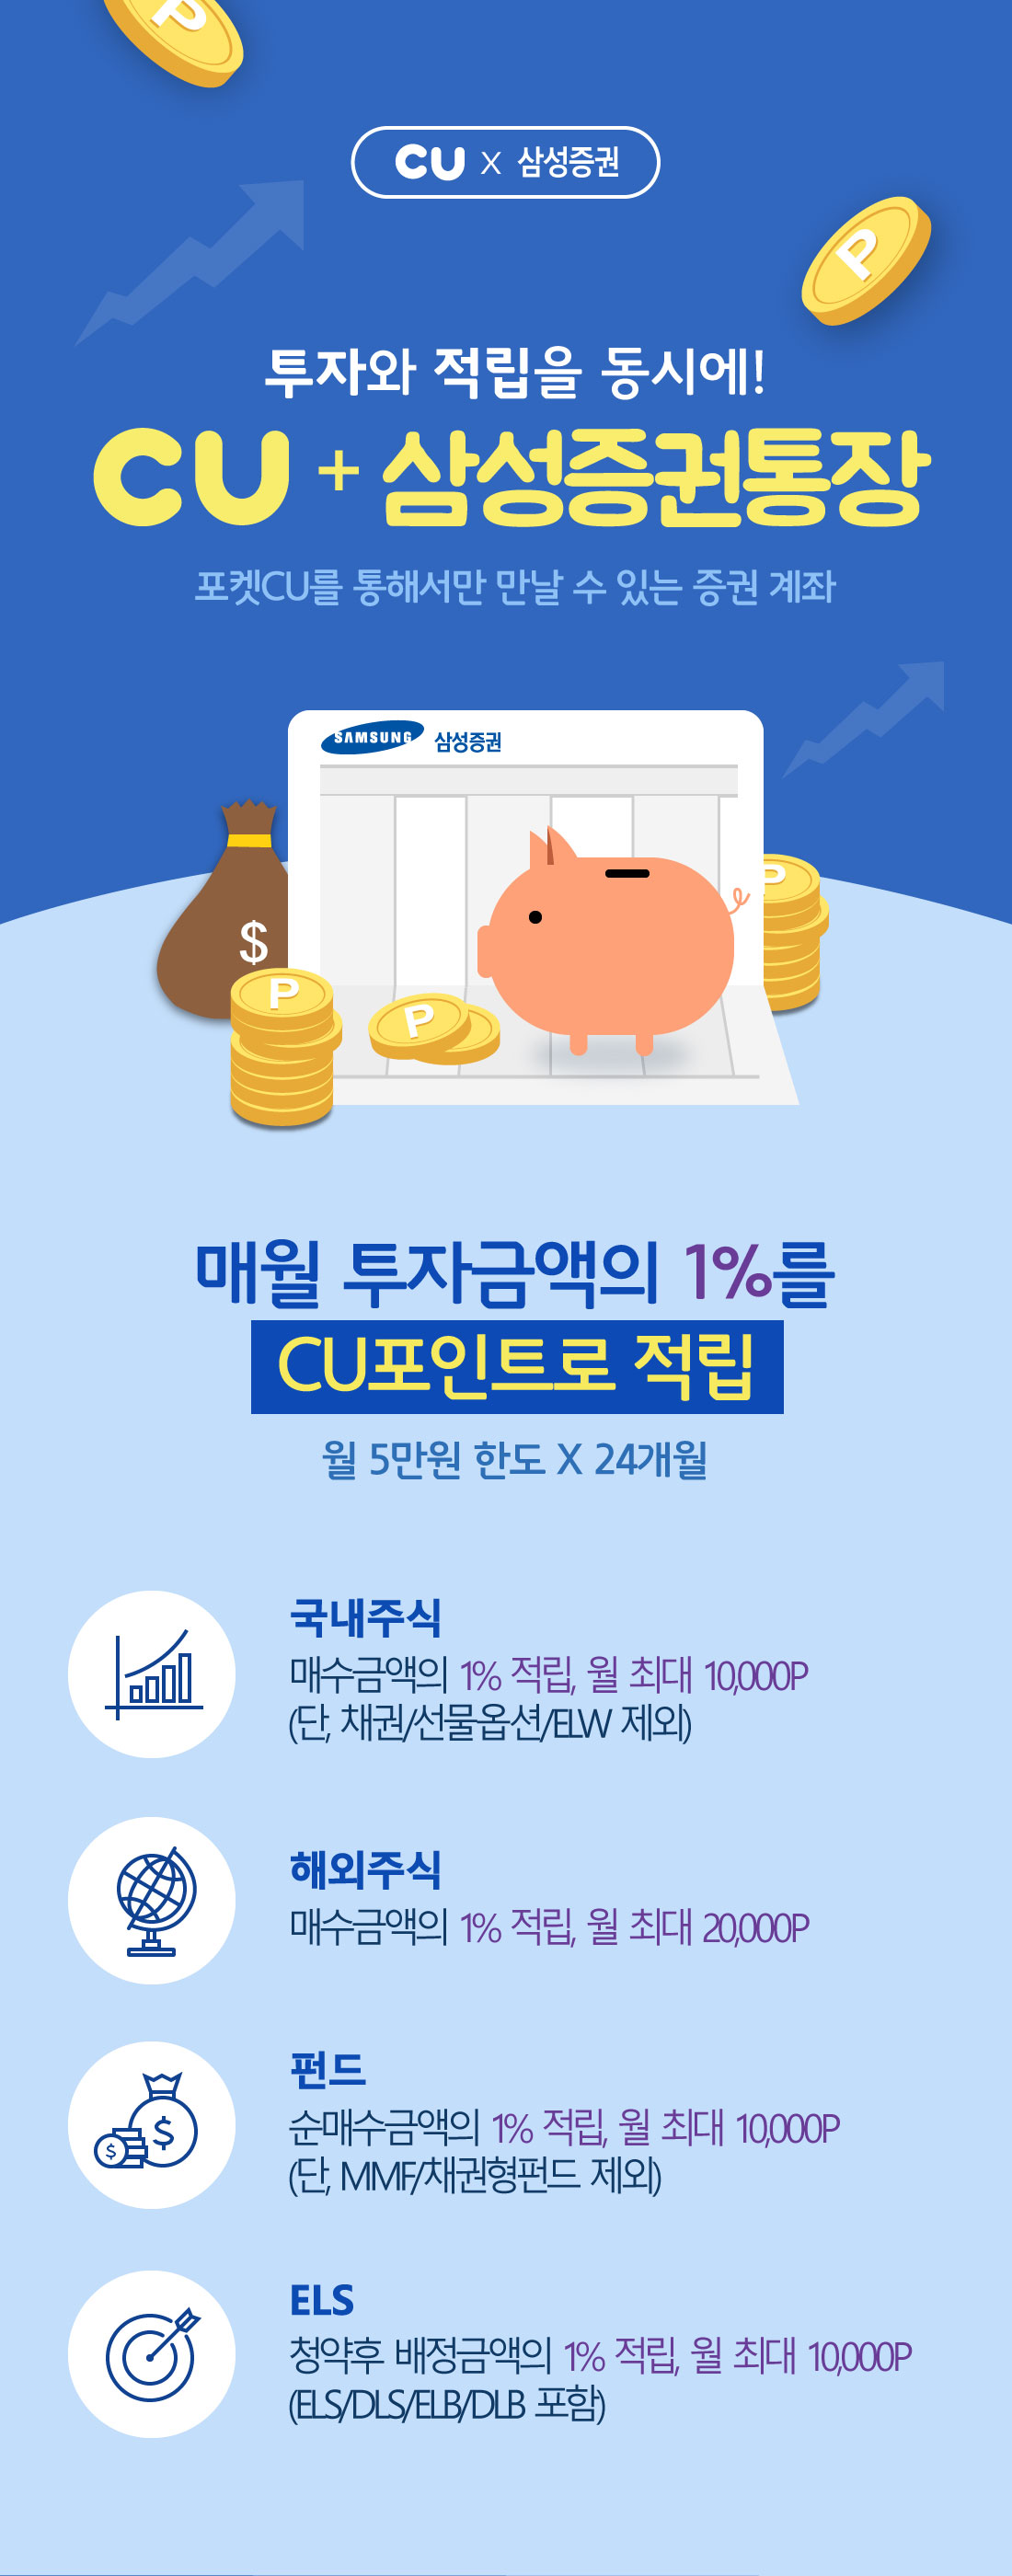 P
CU X 삼성증권
P
투자와 적립을 동시에!
CU + 삼성증권통장
포켓CU를 통해서만 만날 수 있는 증권 계좌
SAMSUNG 삼성증권
P
$
P
P
매월 투자금액의 1%를
CU포인트로 적립
월 5만원 한도 X 24개월
국내주식
매수금액의 1% 적립, 월 최대 10,000P
(단, 채권/선물옵션/ELW 제외)
해외주식
매수금액의 1% 적립, 월 최대 20,000P
펀드
순매수금액의 1% 적립, 월 최대 10,000P
(단, MMF/채권형펀드 제외)
$
$
ELS
청약후 배정금액의 1% 적립, 월 최대 10,000P
(ELS/DLS/ELB/DLB 포함)